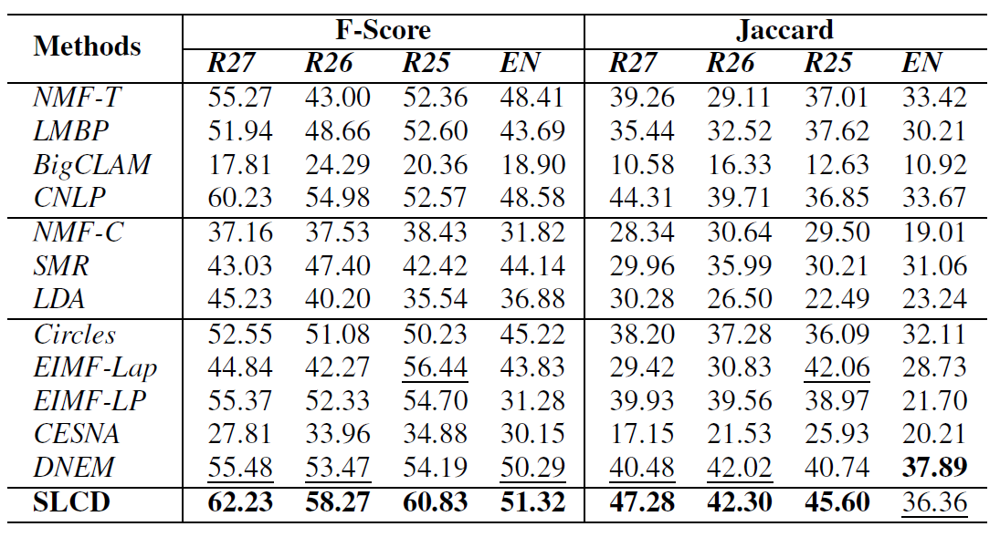 Methods F-Score Jaccard
R27 R26 R25 EN R27 R26 R25 EN
NMF-T 55.27 43.00 52.36 48.41 39.26 29.11 37.01 33.42
LMBP 51.94 48.66 52.60 43.69 35.44 32.52 37.62 30.21
BigCLAM 17.81 24.29 20.36 18.90 10.58 16.33 12.63 10.92
CNLP 60.23 54.98 52.57 48.58 44.31 39.71 36.85 33.67
NMF-C 37.16 37.53 38.43 31.82 28.34 30.64 29.50 19.01
SMR 43.03 47.40 42.42 44.14 29.96 35.99 30.21 31.06
LDA 45.23 40.20 35.54 36.88 30.28 26.50 22.49 23.24
Circles 52.55 51.08 50.23 45.22 38.20 37.28 36.09 32.11
EIMF-Lap 44.84 42.27 56.44 43.83 29.42 30.83 42.06 28.73
EIMF-LP 55.37 52.33 54.70 31.28 39.93 39.56 38.97 21.70
CESNA 27.81 33.96 34.88 30.15 17.15 21.53 25.93 20.21
DNEM 55.48 53.47 54.19 50.29 40.48 42.02 40.74 37.89
SLCD 62.23 58.27 60.83 51.32 47.28 42.30 45.60 36.36